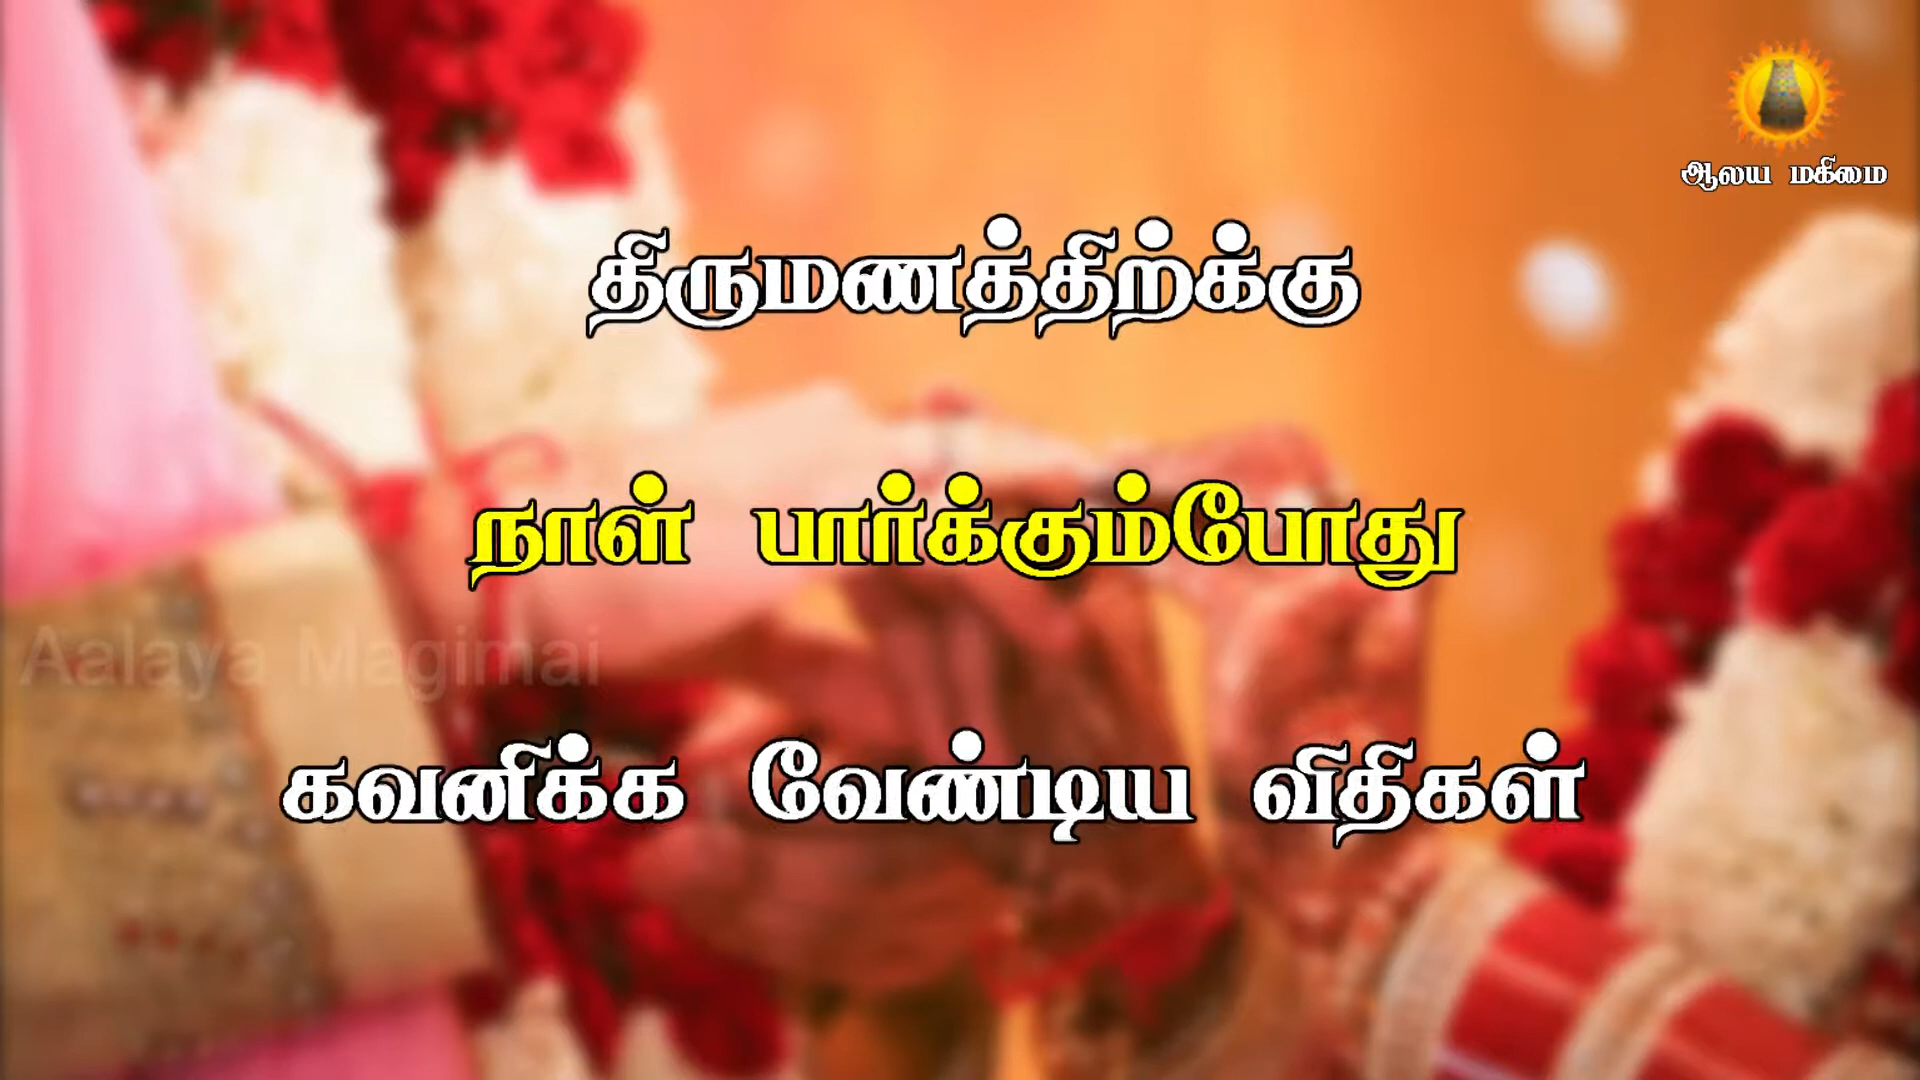 ஆலய மகிமை
திருமணத்திற்க்கு
நாள் பார்க்கும்போது
Aalaya Magimai
கவனிக்க வேண்டிய விதிகள்